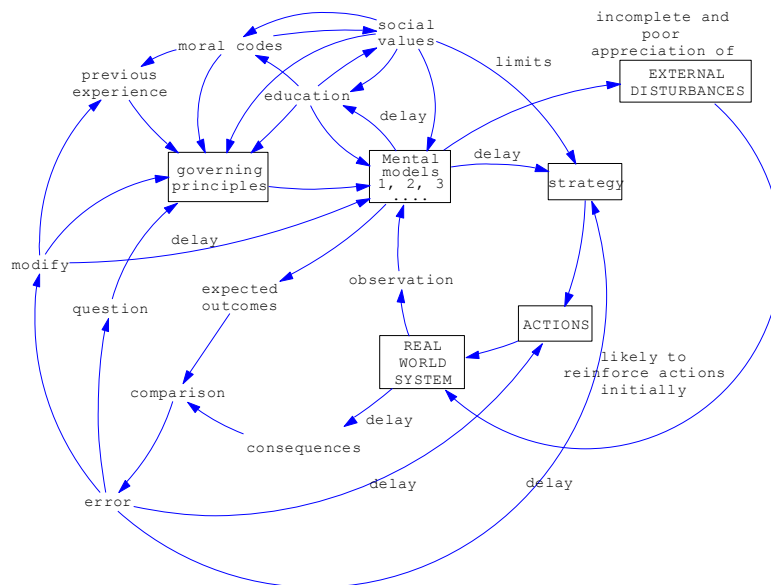 incomplete and
poor
appreciation of
EXTERNAL
DISTURBANCES
social
values
moral codes
limits
previous
experience
education
delay
governing
principles
Mental
models
1, 2, 3
....
delay
strategy
delay
modify
observation
expected
outcomes
question
ACTIONS
REAL
WORLD
SYSTEM
likely to
reinforce actions
initially
comparison
delay
consequences
delay
delay
error